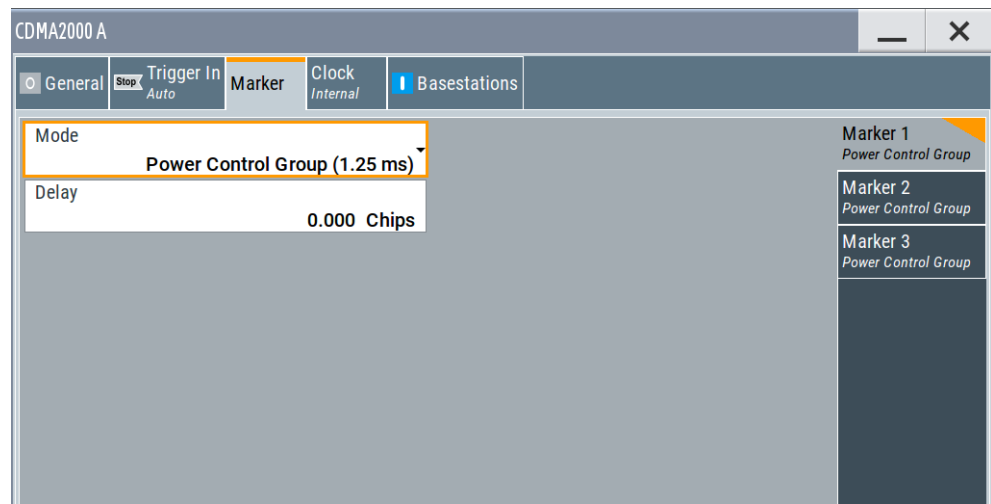 CDMA2000 A
O General
Stop Trigger In
Auto
Marker
Clock
Internal
I Basestations
Mode
Power Control Group (1.25 ms)
Delay
0.000 Chips
Marker 1
Power Control Group
Marker 2
Power Control Group
Marker 3
Power Control Group